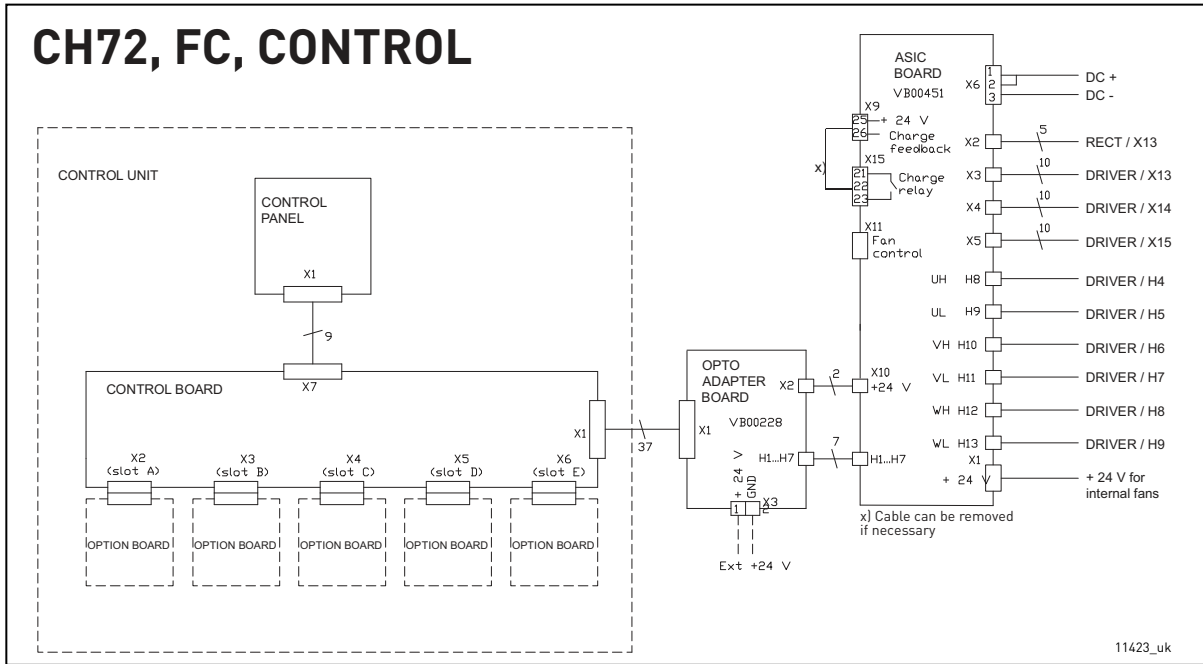 CH72, FC, CONTROL
CONTROL UNIT
CONTROL
PANEL
X1
9
X7
CONTROL BOARD
X1
37
X2
(slot A)
X3
(slot B)
X4
(slot C)
X5
(slot D)
X6
(slot E)
OPTION BOARD
OPTION BOARD
OPTION BOARD
OPTION BOARD
OPTION BOARD
OPTO
ADAPTER
BOARD
VB00228
X1
X2
2
H1...H7
7
+ 24 V
GND
1
2
X3
Ext +24 V
ASIC
BOARD
VB00451
X9
25
+ 24 V
26
Charge
feedback
x)
X15
21
22
23
Charge
relay
X11
Fan
control
X10
+24 V
H1...H7
X6
1
2
3
DC +
DC -
X2
5
RECT / X13
X3
10
DRIVER / X13
X4
10
DRIVER / X14
X5
10
DRIVER / X15
UH H8
DRIVER / H4
UL H9
DRIVER / H5
VH H10
DRIVER / H6
VL H11
DRIVER / H7
WH H12
DRIVER / H8
WL H13
DRIVER / H9
X1
+ 24 V
+ 24 V for
internal fans
x) Cable can be removed
if necessary
11423_uk